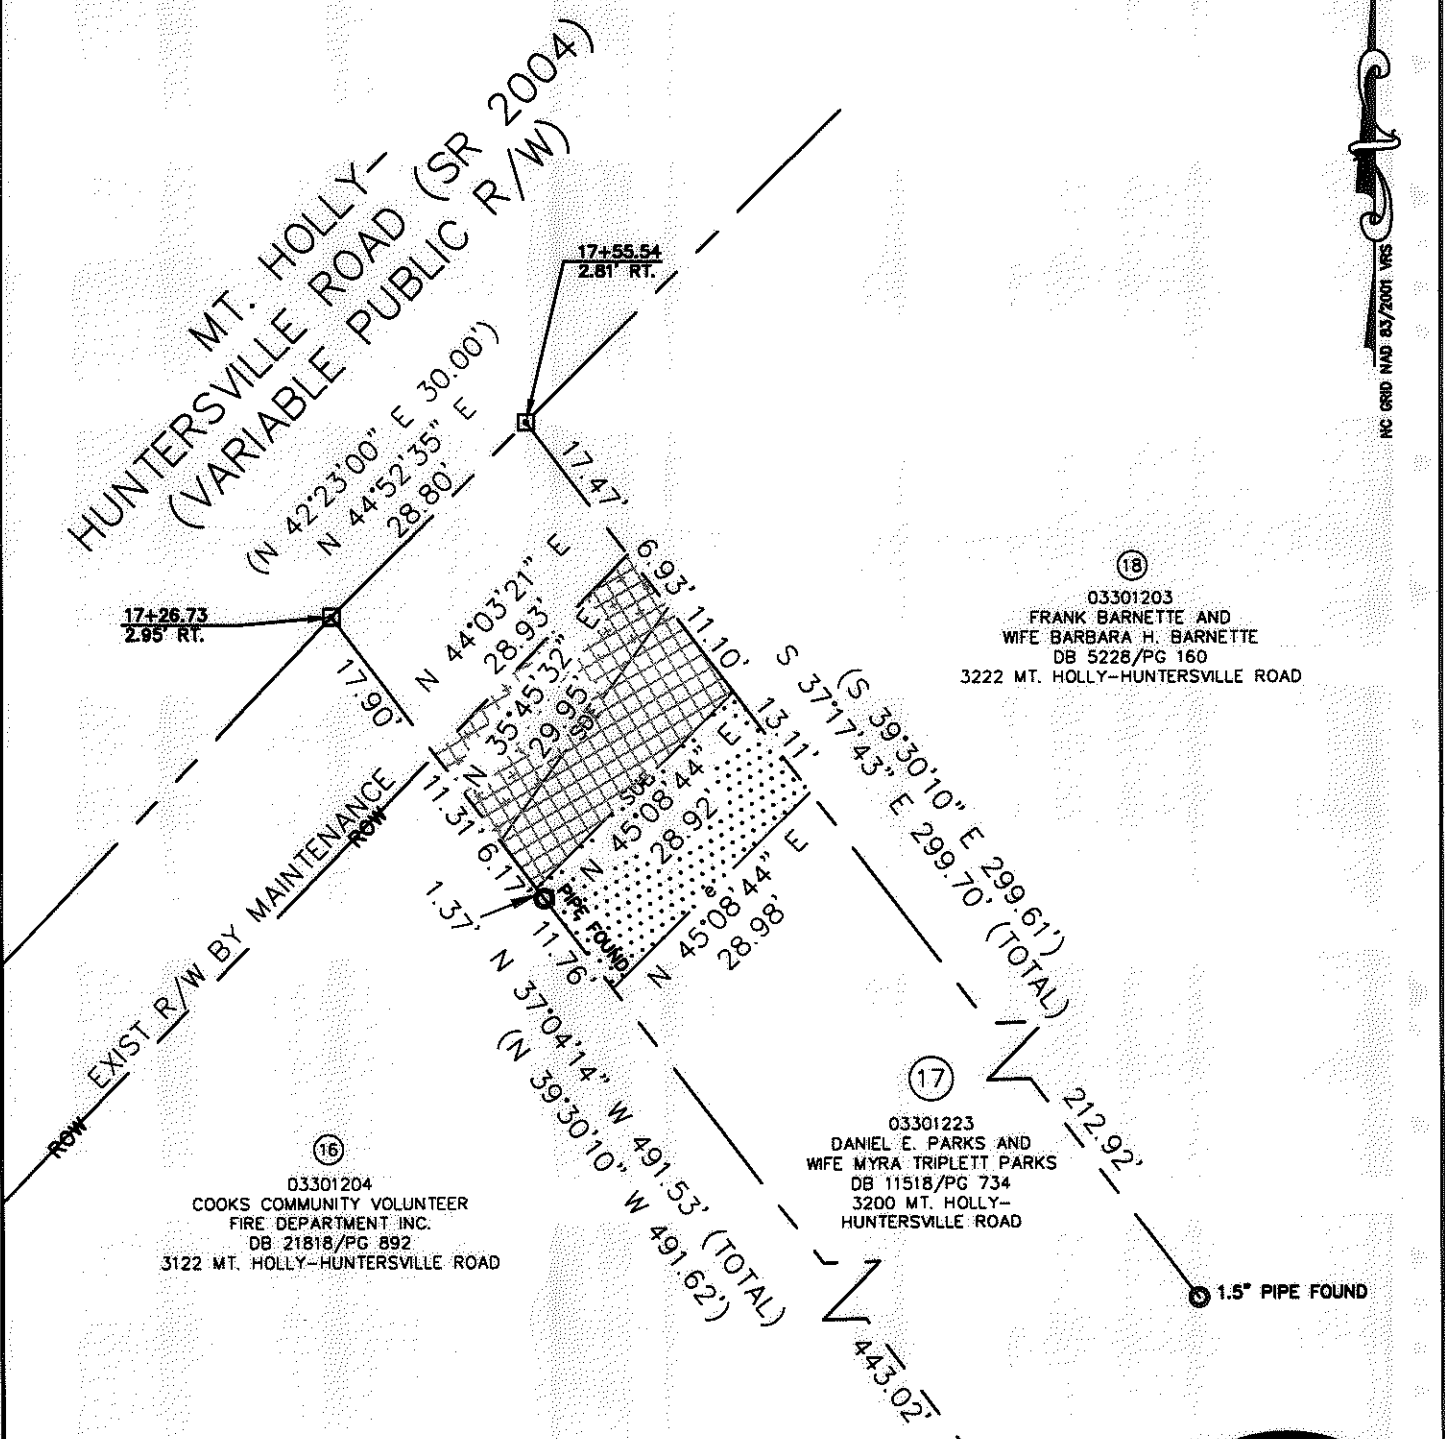 MT. HOLLY-
HUNTERSVILLE ROAD (SR 2004)
(VARIABLE PUBLIC R/W)
17+55.54
2.81' RT.
NC GRID NAD 83/2001 VRS
(N 42°23'00" E 30.00')
N 44°52'35" E
28.80'
17.47'
17+26.73
2.95' RT.
17.90'
N 44°03'21" E
28.93'
6.93'
11.10'
N 35°45'32" E
29.95'
SDE
13.11'
S 37°17'43" E 299.70' (TOTAL)
(S 39°30'10" E 299.61')
18
03301203
FRANK BARNETTE AND
WIFE BARBARA H. BARNETTE
DB 5228/PG 160
3222 MT. HOLLY-HUNTERSVILLE ROAD
11.31'
6.17'
1.37'
SDE
N 45°08'44" E
28.92'
PIPE FOUND
11.76'
N 45°08'44" E
28.98'
EXIST R/W BY MAINTENANCE
ROW
ROW
N 37°04'14" W 491.53' (TOTAL)
(N 39°30'10" W 491.62')
16
03301204
COOKS COMMUNITY VOLUNTEER
FIRE DEPARTMENT INC.
DB 21818/PG 892
3122 MT. HOLLY-HUNTERSVILLE ROAD
17
03301223
DANIEL E. PARKS AND
WIFE MYRA TRIPLETT PARKS
DB 11518/PG 734
3200 MT. HOLLY-
HUNTERSVILLE ROAD
212.92'
1.5" PIPE FOUND
443.02'